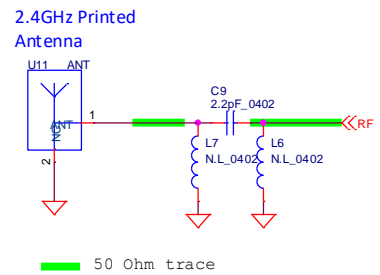 2.4GHz Printed
Antenna
U11 ANT
C9
2.2pF_0402
1
ANT
RF
2
L7
N.L_0402
L6
N.L_0402
50 Ohm trace